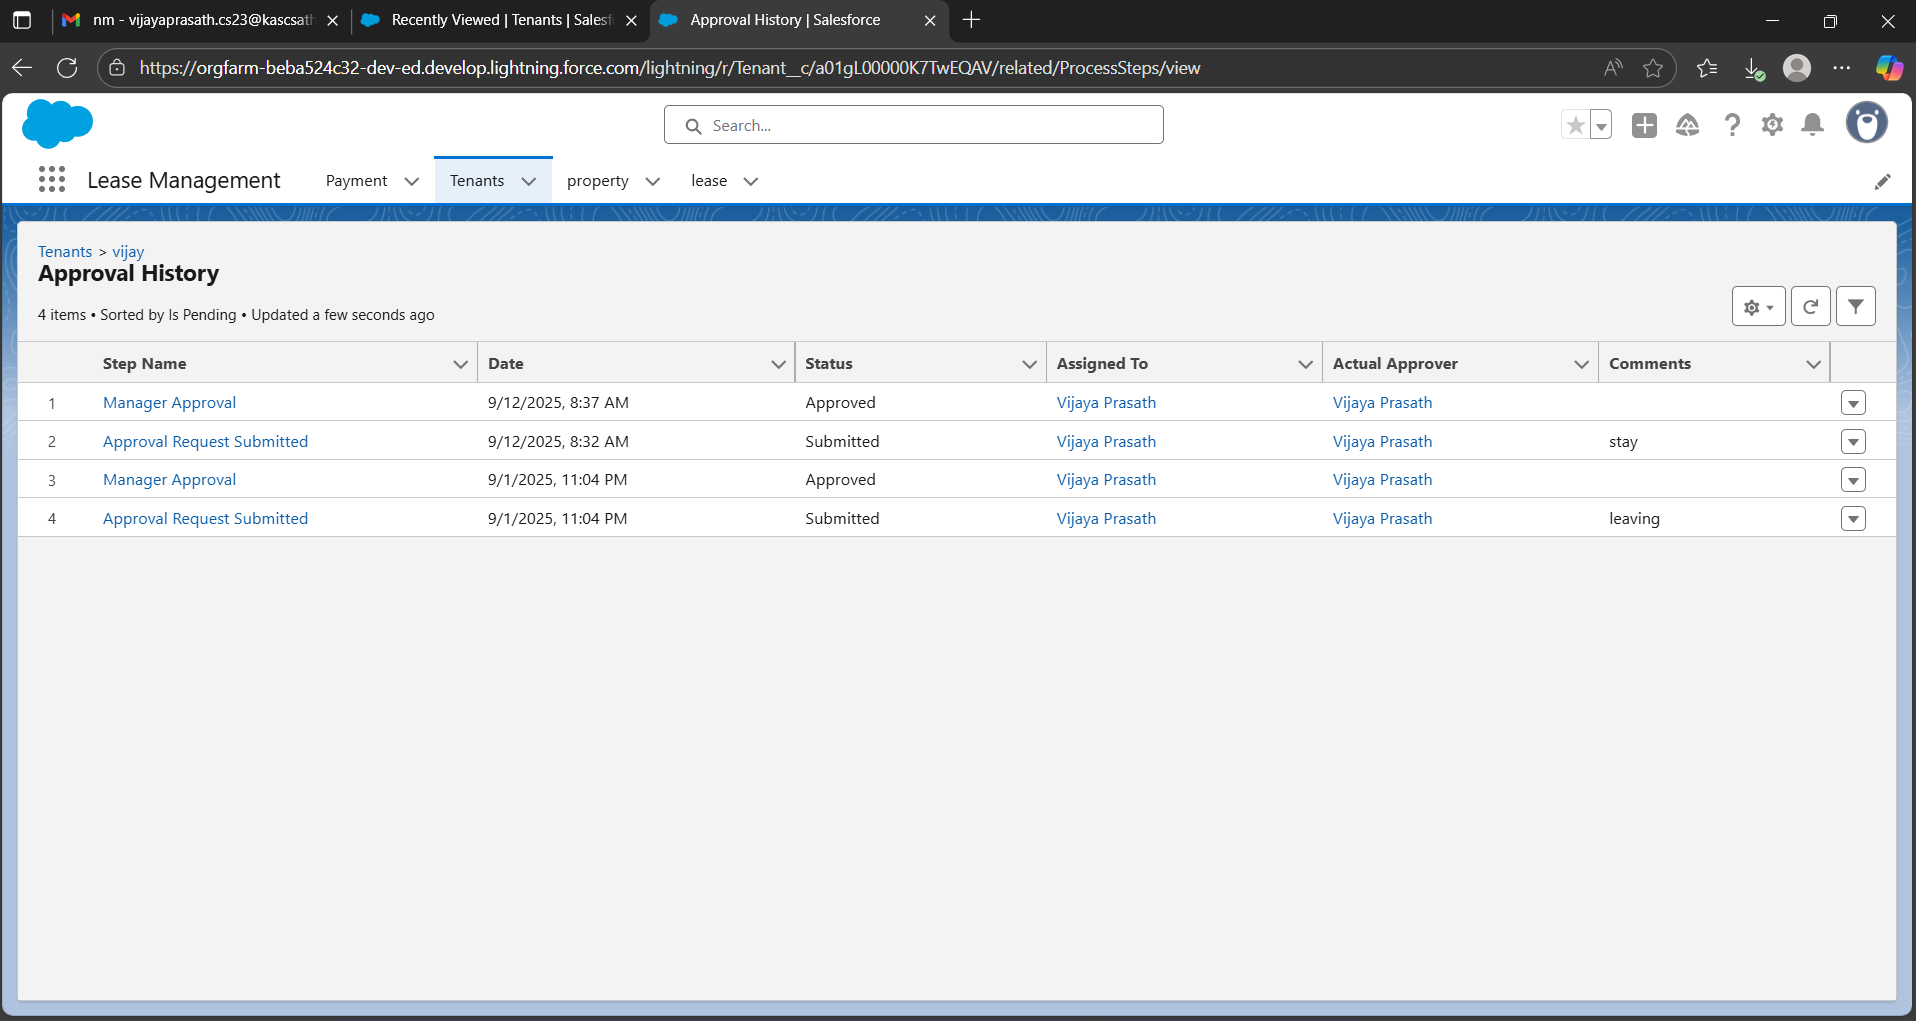 nm - vijayaprasath.cs23@kascsath
Recently Viewed | Tenants | Salesf
Approval History | Salesforce
https://orgfarm-beba524c32-dev-ed.develop.lightning.force.com/lightning/r/Tenant__c/a01gL00000K7TwEQAV/related/ProcessSteps/view
Search...
Lease Management Payment Tenants property lease
Tenants > vijay
Approval History
4 items • Sorted by Is Pending • Updated a few seconds ago
Step Name Date Status Assigned To Actual Approver Comments
1 Manager Approval 9/12/2025, 8:37 AM Approved Vijaya Prasath Vijaya Prasath
2 Approval Request Submitted 9/12/2025, 8:32 AM Submitted Vijaya Prasath Vijaya Prasath stay
3 Manager Approval 9/1/2025, 11:04 PM Approved Vijaya Prasath Vijaya Prasath
4 Approval Request Submitted 9/1/2025, 11:04 PM Submitted Vijaya Prasath Vijaya Prasath leaving